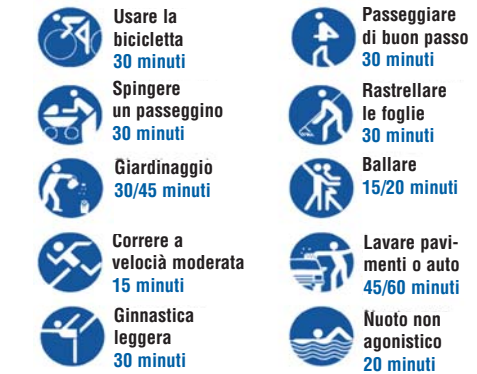 Usare la
bicicletta
30 minuti
Spingere
un passeggino
30 minuti
Giardinaggio
30/45 minuti
Correre a
velocià moderata
15 minuti
Ginnastica
leggera
30 minuti
Passeggiare
di buon passo
30 minuti
Rastrellare
le foglie
30 minuti
Ballare
15/20 minuti
Lavare pavi-
menti o auto
45/60 minuti
Nuoto non
agonistico
20 minuti